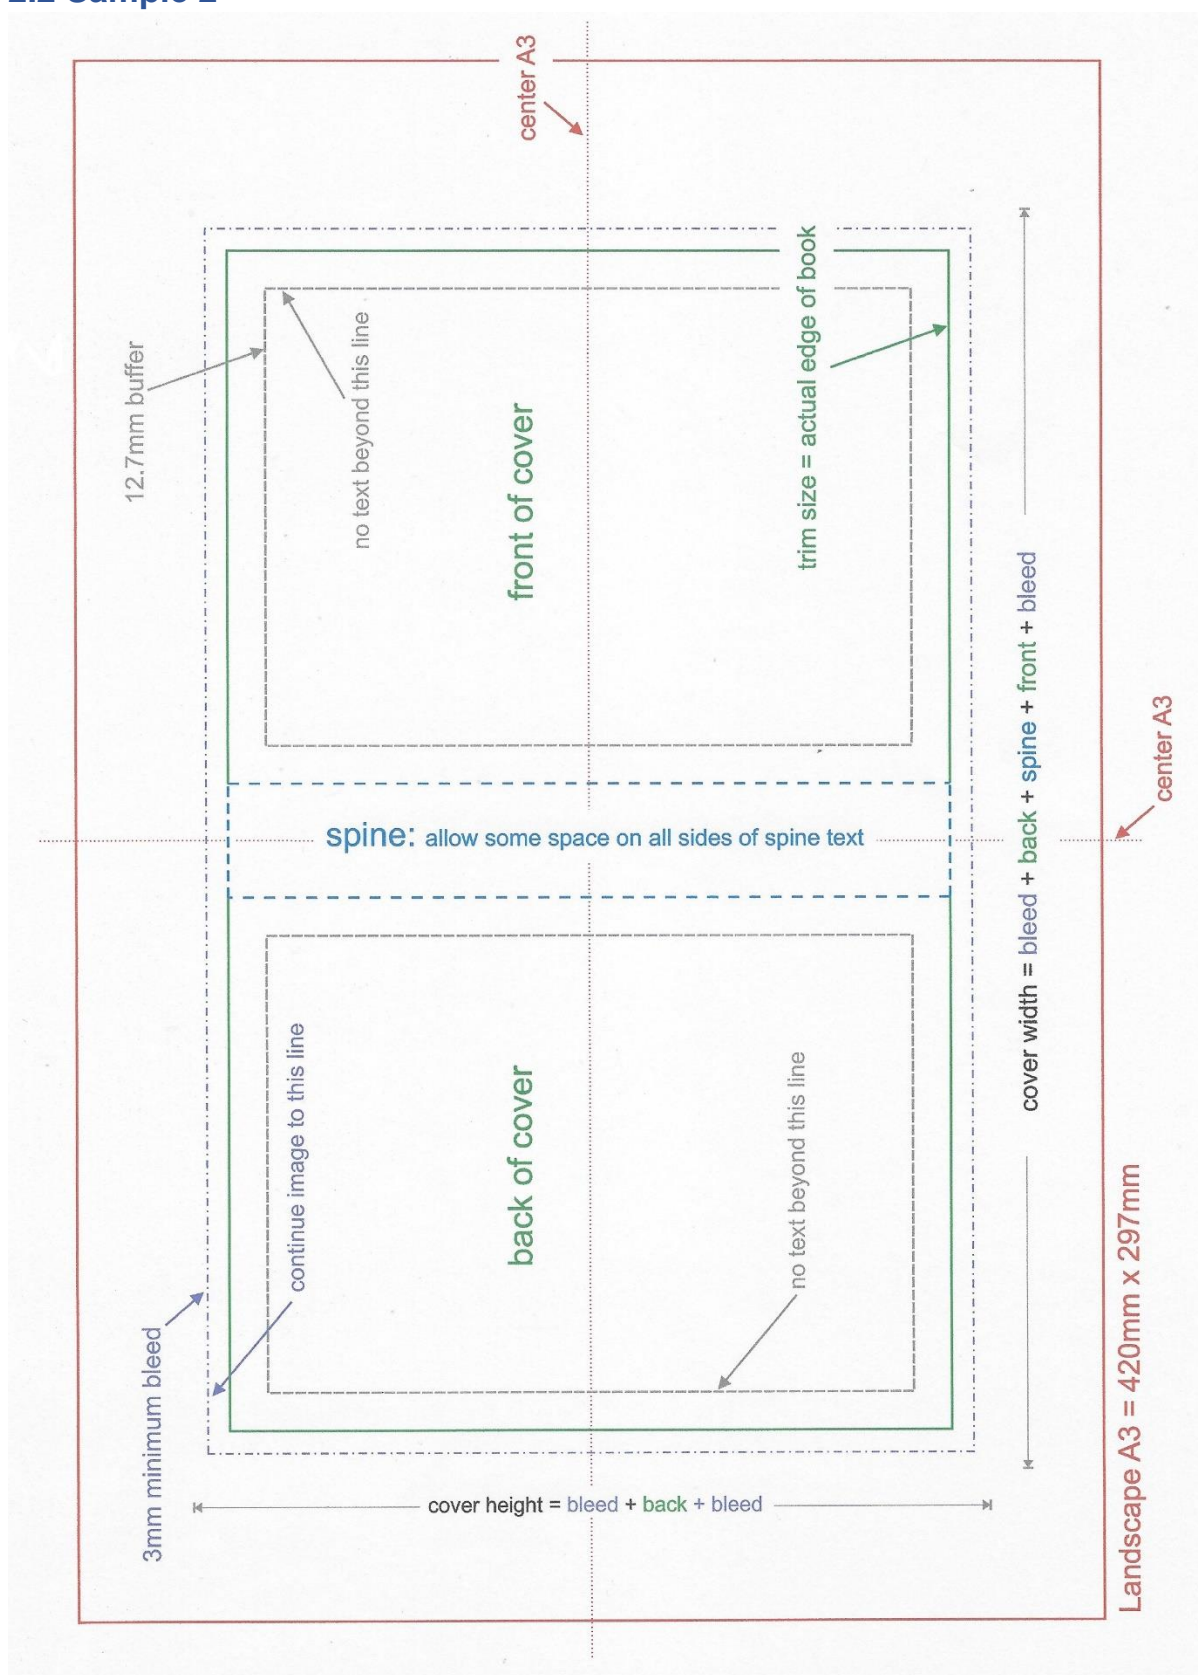 2.2 Sample 2
center A3
12.7mm buffer
no text beyond this line
front of cover
trim size = actual edge of book
spine: allow some space on all sides of spine text
center A3
cover width = bleed + back + spine + front + bleed
continue image to this line
back of cover
no text beyond this line
3mm minimum bleed
cover height = bleed + back + bleed
Landscape A3 = 420mm x 297mm